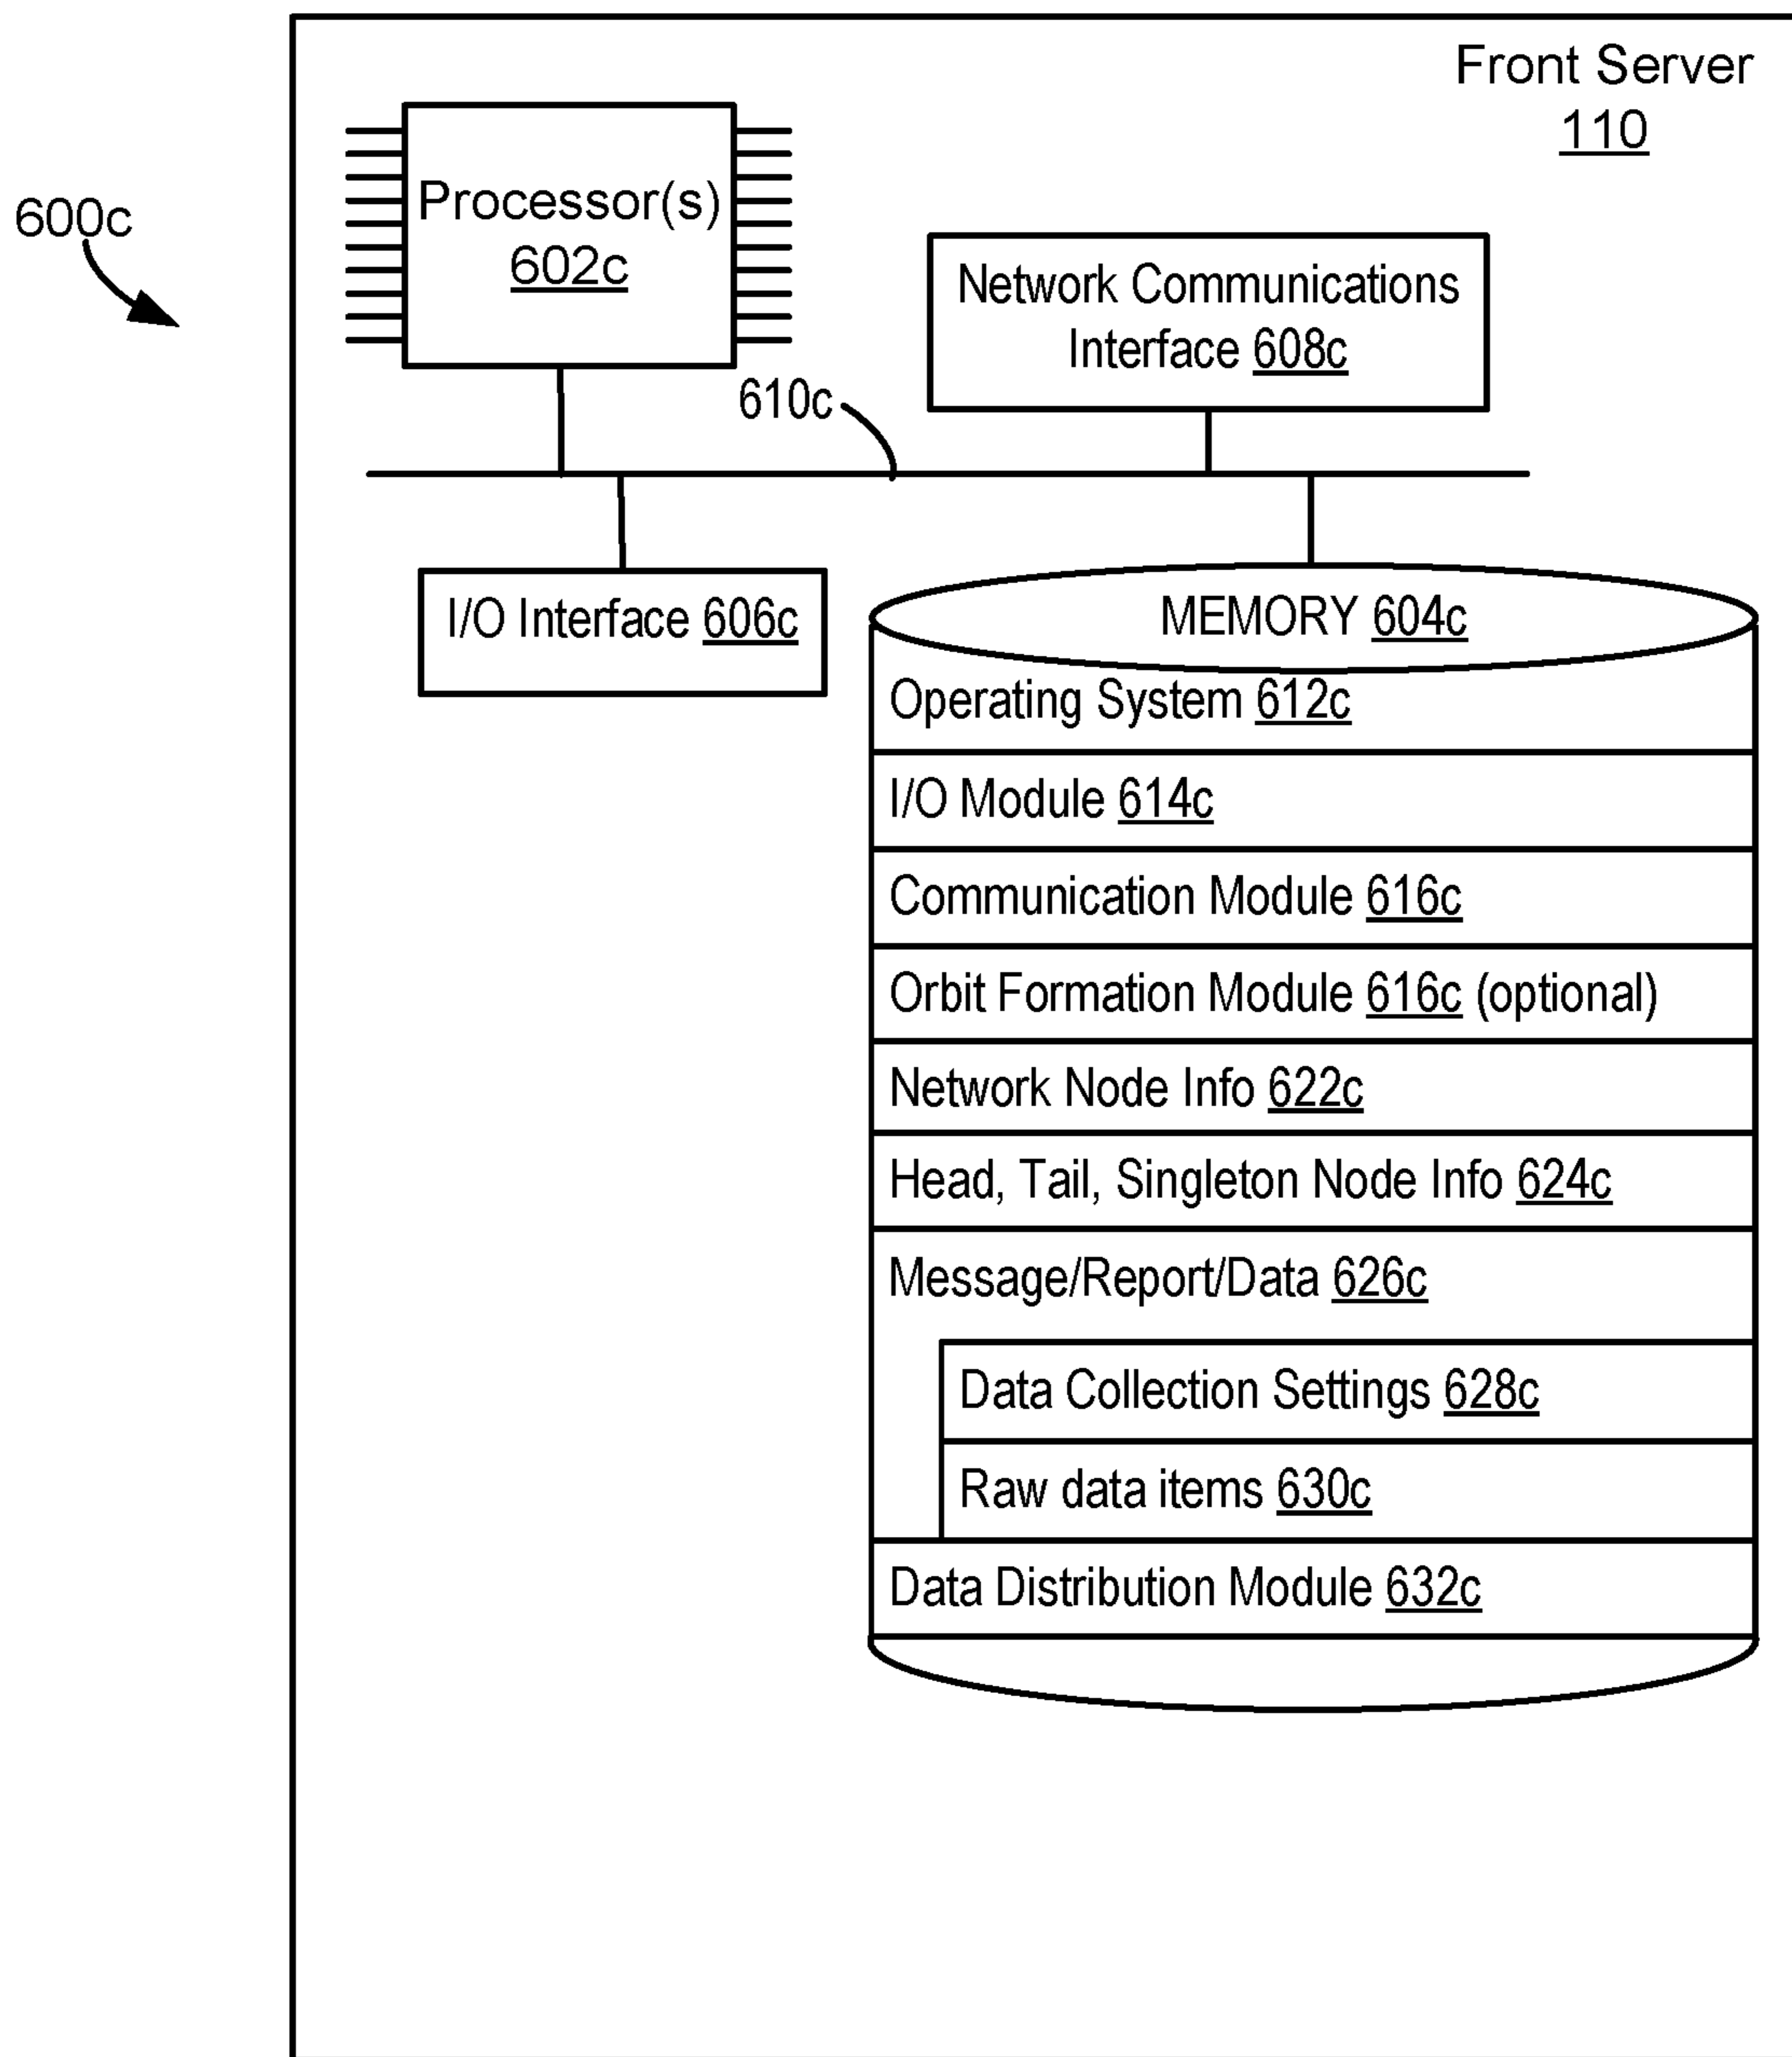 Front Server
110
600c
Processor(s)
602c
Network Communications
Interface 608c
610c
I/O Interface 606c
MEMORY 604c
Operating System 612c
I/O Module 614c
Communication Module 616c
Orbit Formation Module 616c (optional)
Network Node Info 622c
Head, Tail, Singleton Node Info 624c
Message/Report/Data 626c
Data Collection Settings 628c
Raw data items 630c
Data Distribution Module 632c